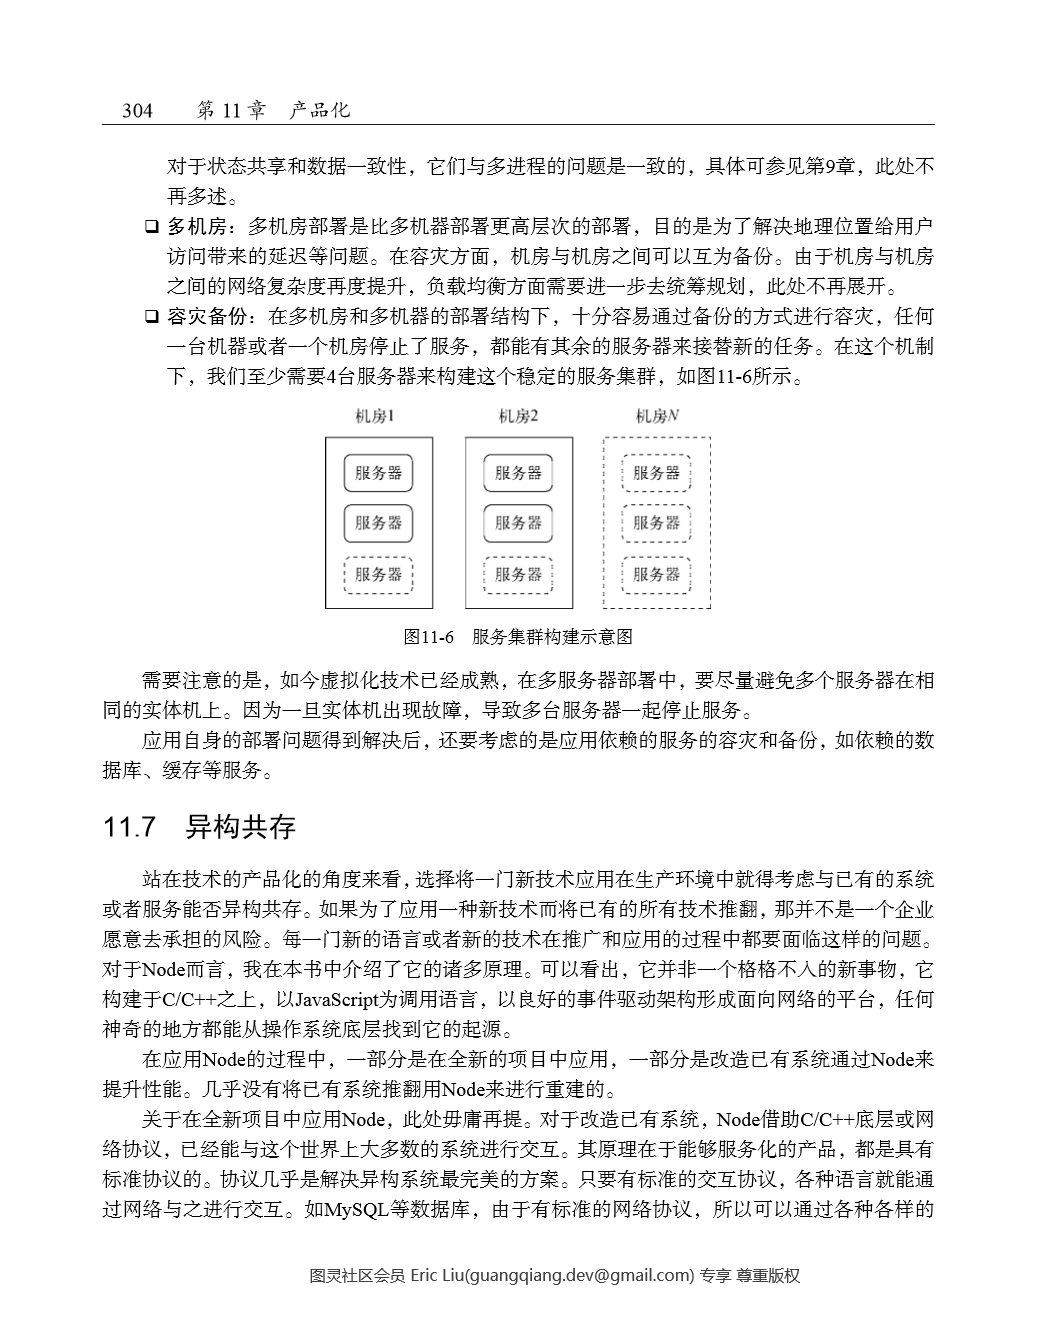 304 第 11 章 产品化
对于状态共享和数据一致性，它们与多进程的问题是一致的，具体可参见第9章，此处不
再多述。
❑ 多机房：多机房部署是比多机器部署更高层次的部署，目的是为了解决地理位置给用户
访问带来的延迟等问题。在容灾方面，机房与机房之间可以互为备份。由于机房与机房
之间的网络复杂度再度提升，负载均衡方面需要进一步去统筹规划，此处不再展开。
❑ 容灾备份：在多机房和多机器的部署结构下，十分容易通过备份的方式进行容灾，任何
一台机器或者一个机房停止了服务，都能有其余的服务器来接替新的任务。在这个机制
下，我们至少需要4台服务器来构建这个稳定的服务集群，如图11-6所示。
机房1 机房2 机房N
服务器 服务器 服务器
服务器 服务器 服务器
服务器 服务器 服务器
图11-6 服务集群构建示意图
需要注意的是，如今虚拟化技术已经成熟，在多服务器部署中，要尽量避免多个服务器在相
同的实体机上。因为一旦实体机出现故障，导致多台服务器一起停止服务。
应用自身的部署问题得到解决后，还要考虑的是应用依赖的服务的容灾和备份，如依赖的数
据库、缓存等服务。
11.7 异构共存
站在技术的产品化的角度来看，选择将一门新技术应用在生产环境中就得考虑与已有的系统
或者服务能否异构共存。如果为了应用一种新技术而将已有的所有技术推翻，那并不是一个企业
愿意去承担的风险。每一门新的语言或者新的技术在推广和应用的过程中都要面临这样的问题。
对于Node而言，我在本书中介绍了它的诸多原理。可以看出，它并非一个格格不入的新事物，它
构建于C/C++之上，以JavaScript为调用语言，以良好的事件驱动架构形成面向网络的平台，任何
神奇的地方都能从操作系统底层找到它的起源。
在应用Node的过程中，一部分是在全新的项目中应用，一部分是改造已有系统通过Node来
提升性能。几乎没有将已有系统推翻用Node来进行重建的。
关于在全新项目中应用Node，此处毋庸再提。对于改造已有系统，Node借助C/C++底层或网
络协议，已经能与这个世界上大多数的系统进行交互。其原理在于能够服务化的产品，都是具有
标准协议的。协议几乎是解决异构系统最完美的方案。只要有标准的交互协议，各种语言就能通
过网络与之进行交互。如MySQL等数据库，由于有标准的网络协议，所以可以通过各种各样的
图灵社区会员 Eric Liu(guangqiang.dev@gmail.com) 专享 尊重版权